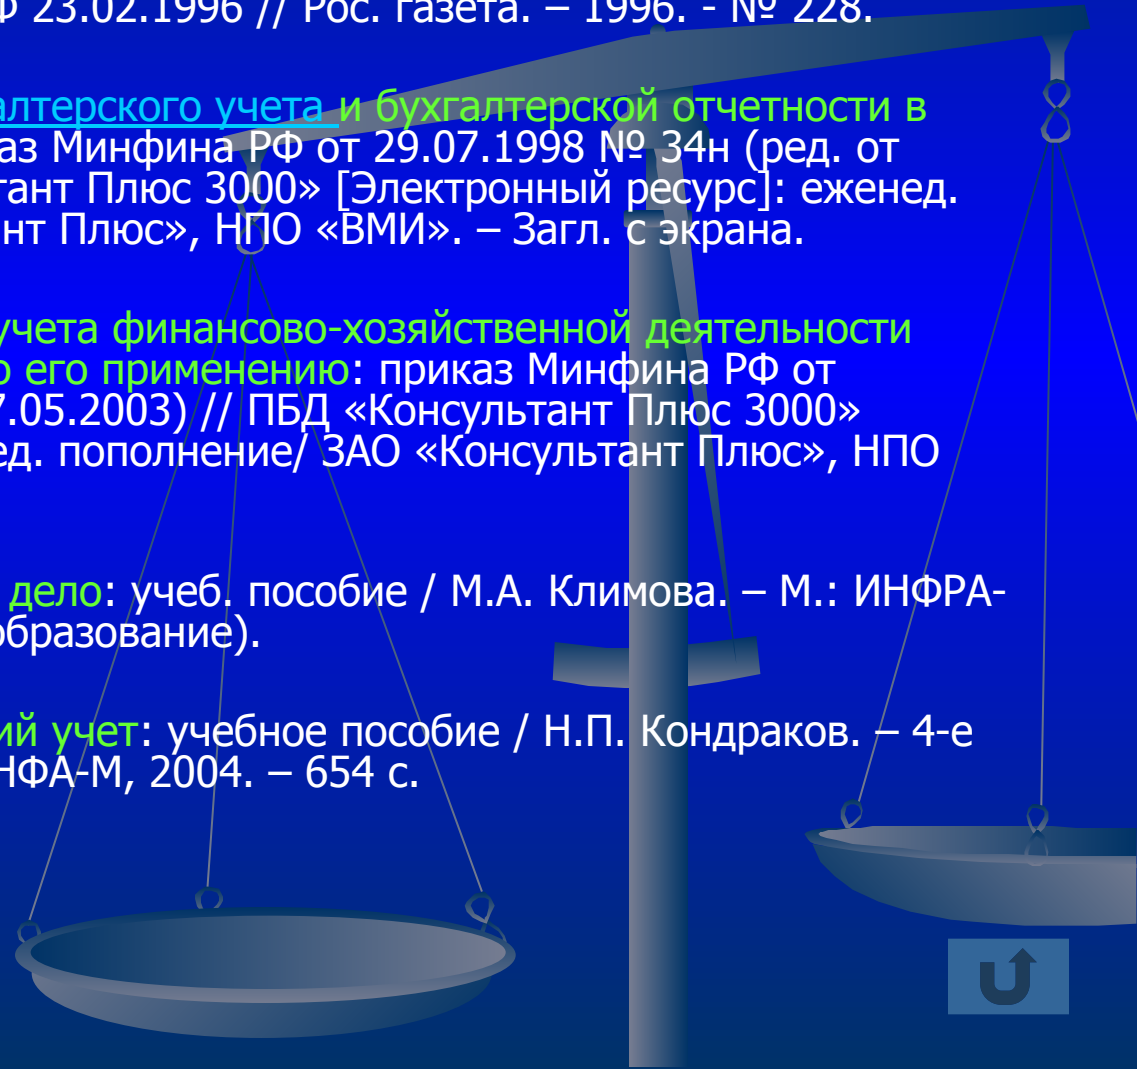 Ф 23.02.1996 // Рос. газета. – 1996. - № 228.
алтерского учета и бухгалтерской отчетности в
каз Минфина РФ от 29.07.1998 № 34н (ред. от
тант Плюс 3000» [Электронный ресурс]: еженед.
нт Плюс», НПО «ВМИ». – Загл. с экрана.
учета финансово-хозяйственной деятельности
о его применению: приказ Минфина РФ от
7.05.2003) // ПБД «Консультант Плюс 3000»
ед. пополнение/ ЗАО «Консультант Плюс», НПО
дело: учеб. пособие / М.А. Климова. – М.: ИНФРА-
образование).
ий учет: учебное пособие / Н.П. Кондраков. – 4-е
НФА-М, 2004. – 654 с.